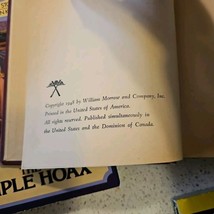 Copyright 1948 by William Morrow and Company, Inc.
Printed in the United States of America.
All rights reserved. Published simultaneously in
the United States and the Dominion of Canada.
PLE HOAX